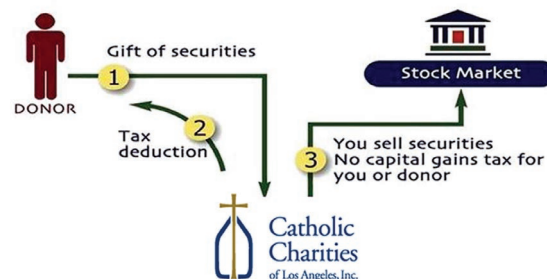 Gift of securities
1
DONOR
Stock Market
2
Tax
deduction
3
You sell securities
No capital gains tax for
you or donor
Catholic
Charities
of Los Angeles, Inc.